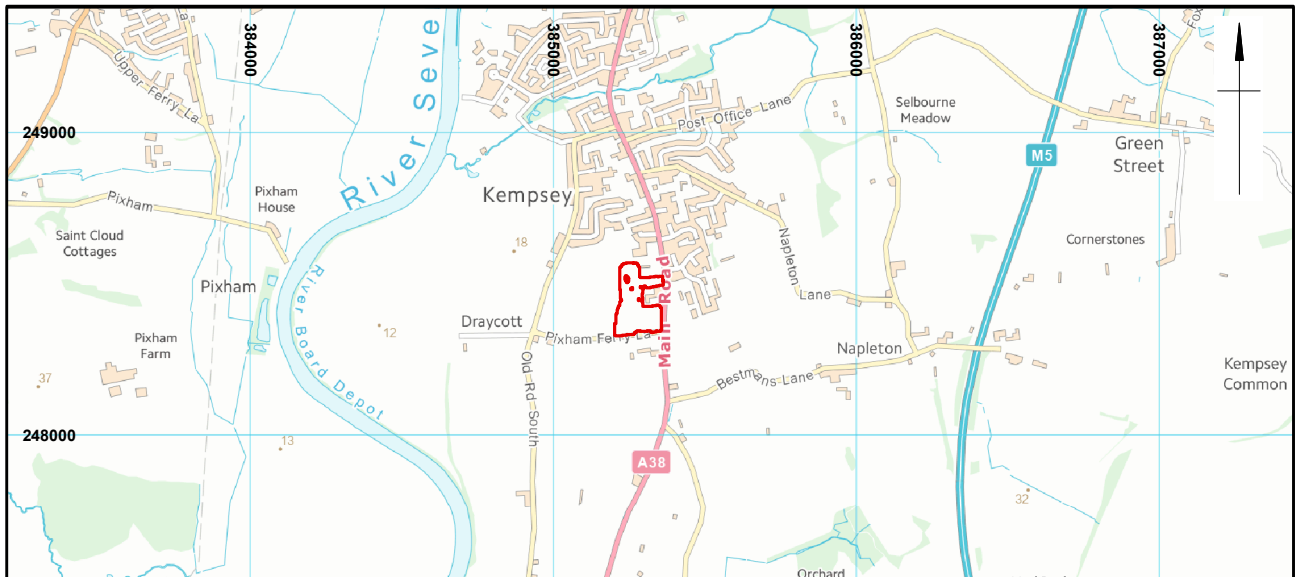 384000
385000
386000
387000
Upper Ferry La
River Seve
Post Office Lane
Selbourne
Meadow
Fox
249000
M5
Green
Street
Pixham
Pixham
House
Kempsey
Saint Cloud
Cottages
18
Napleton
Lane
Cornerstones
Pixham
River Board Depot
Main Road
12
Draycott
Pixham Ferry La
Pixham
Farm
Napleton
Old Rd South
Bestmans Lane
Kempsey
Common
37
248000
13
A38
32
Orchard